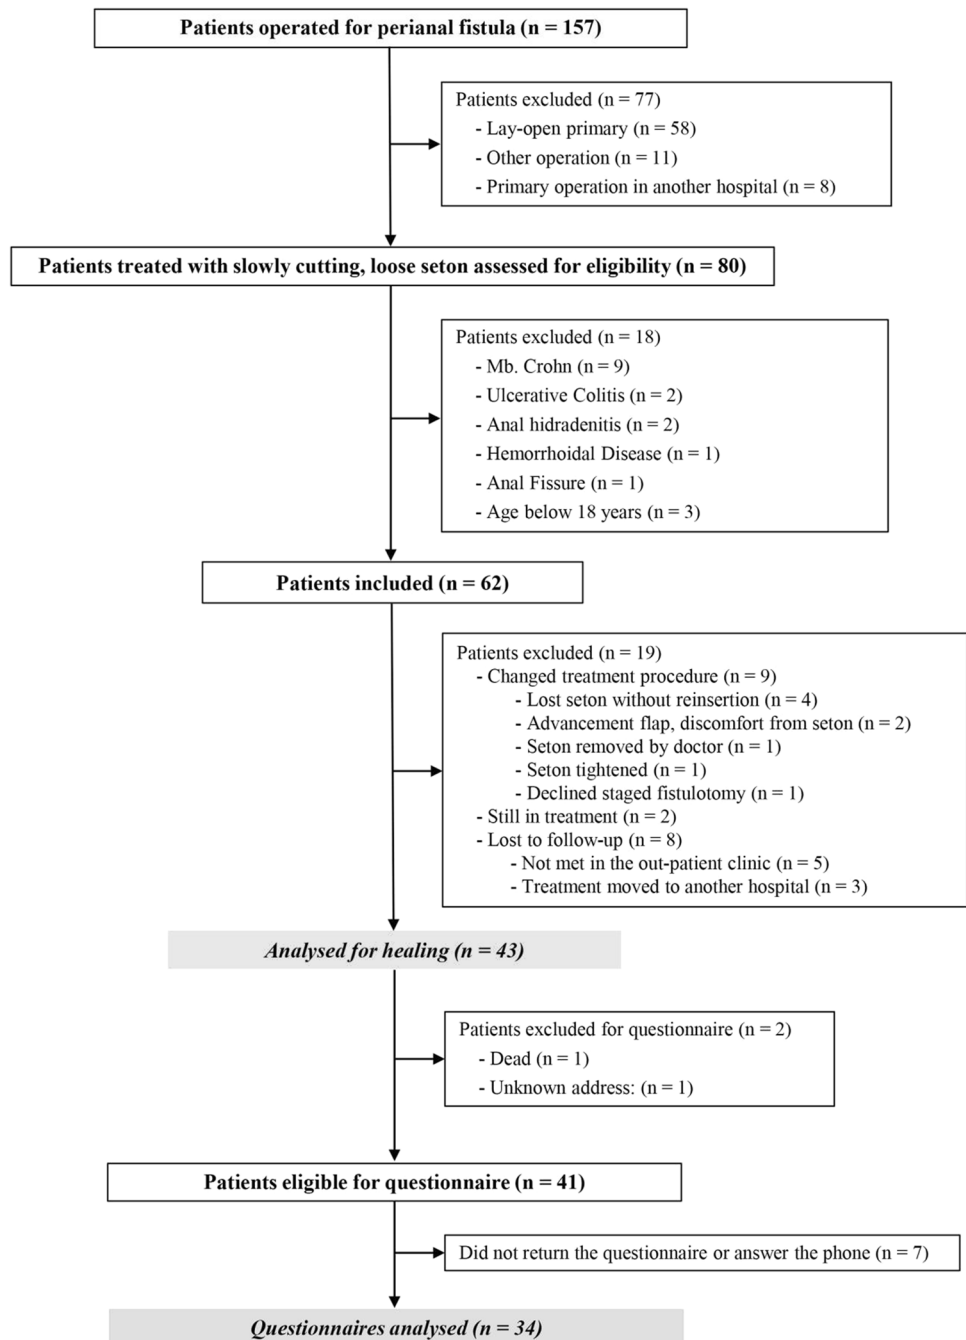 Patients operated for perianal fistula (n = 157)
Patients excluded (n = 77)
- Lay-open primary (n = 58)
- Other operation (n = 11)
- Primary operation in another hospital (n = 8)
Patients treated with slowly cutting, loose seton assessed for eligibility (n = 80)
Patients excluded (n = 18)
- Mb. Crohn (n = 9)
- Ulcerative Colitis (n = 2)
- Anal hidradenitis (n = 2)
- Hemorrhoidal Disease (n = 1)
- Anal Fissure (n = 1)
- Age below 18 years (n = 3)
Patients included (n = 62)
Patients excluded (n = 19)
- Changed treatment procedure (n = 9)
- Lost seton without reinsertion (n = 4)
- Advancement flap, discomfort from seton (n = 2)
- Seton removed by doctor (n = 1)
- Seton tightened (n = 1)
- Declined staged fistulotomy (n = 1)
- Still in treatment (n = 2)
- Lost to follow-up (n = 8)
- Not met in the out-patient clinic (n = 5)
- Treatment moved to another hospital (n = 3)
Analysed for healing (n = 43)
Patients excluded for questionnaire (n = 2)
- Dead (n = 1)
- Unknown address: (n = 1)
Patients eligible for questionnaire (n = 41)
Did not return the questionnaire or answer the phone (n = 7)
Questionnaires analysed (n = 34)